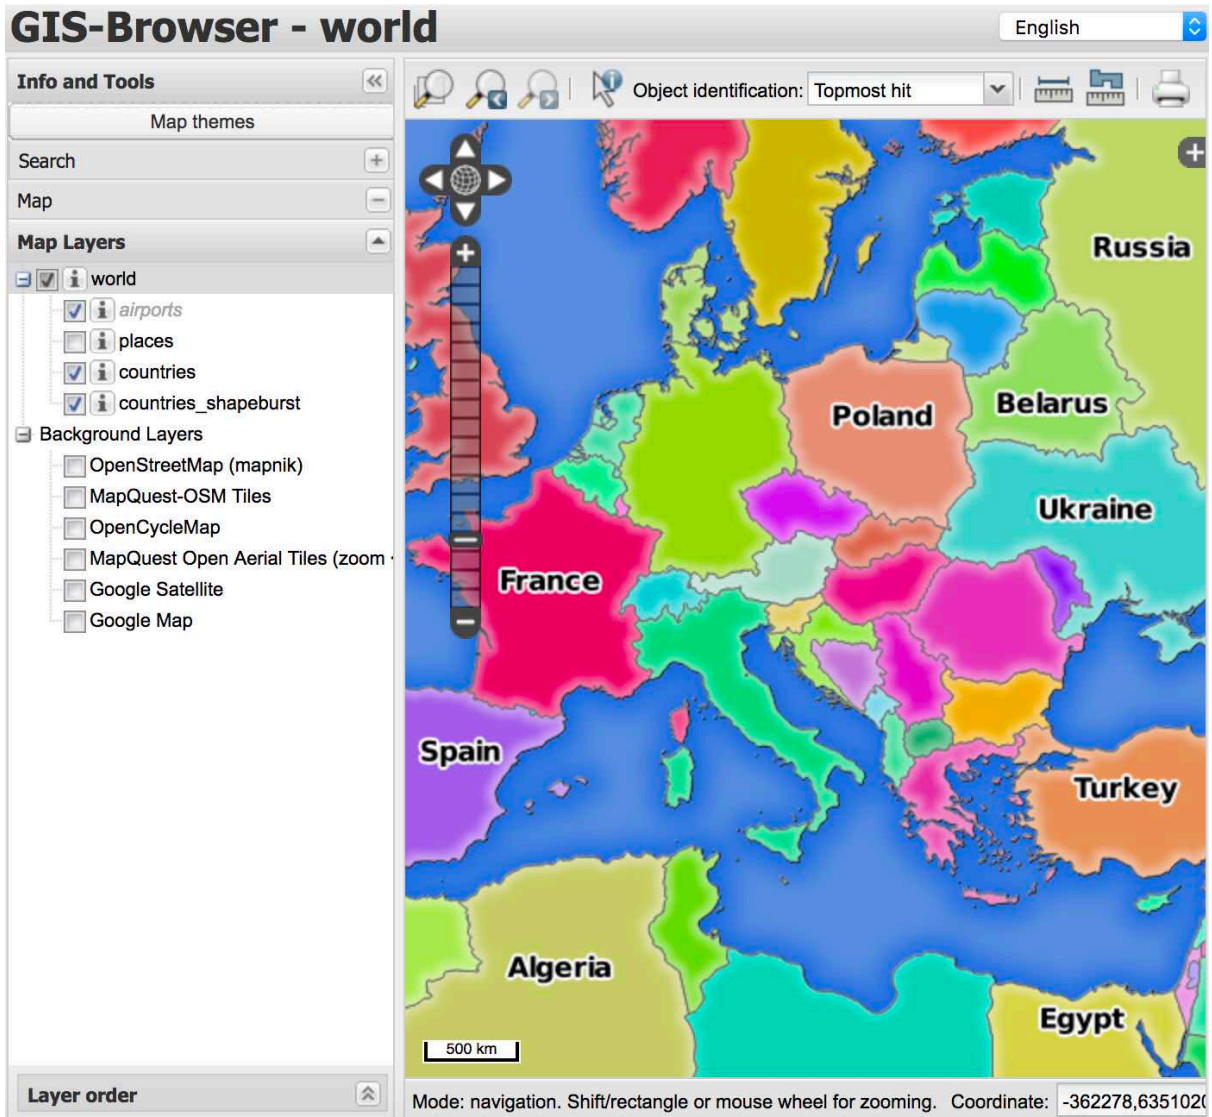 GIS-Browser - world
English
Info and Tools
Map themes
Search
Map
Map Layers
world
airports
places
countries
countries_shapeburst
Background Layers
OpenStreetMap (mapnik)
MapQuest-OSM Tiles
OpenCycleMap
MapQuest Open Aerial Tiles (zoom
Google Satellite
Google Map
Layer order
Object identification: Topmost hit
Russia
Belarus
Poland
Ukraine
France
Spain
Turkey
Algeria
Egypt
500 km
Mode: navigation. Shift/rectangle or mouse wheel for zooming. Coordinate: -362278,6351020